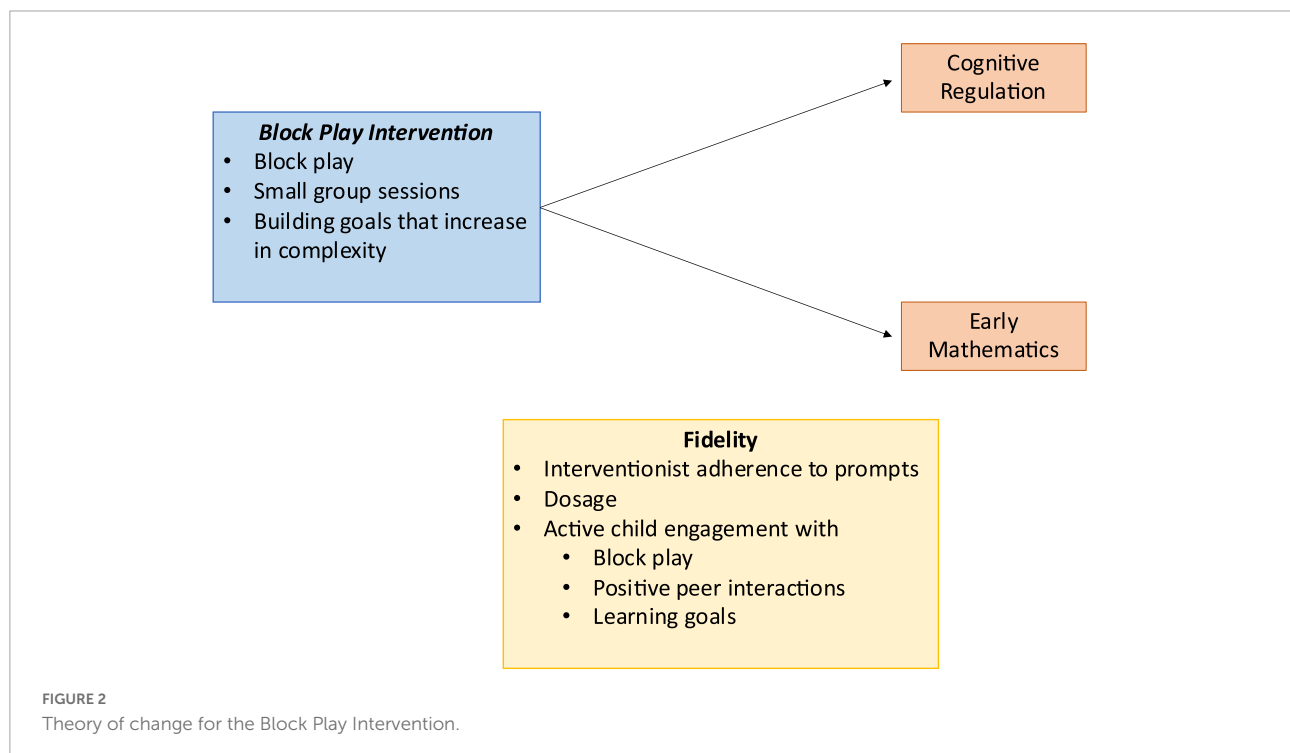 Cognitive
Regulation
Block Play Intervention
• Block play
• Small group sessions
• Building goals that increase
in complexity
Early
Mathematics
Fidelity
• Interventionist adherence to prompts
• Dosage
• Active child engagement with
• Block play
• Positive peer interactions
• Learning goals
FIGURE 2
Theory of change for the Block Play Intervention.